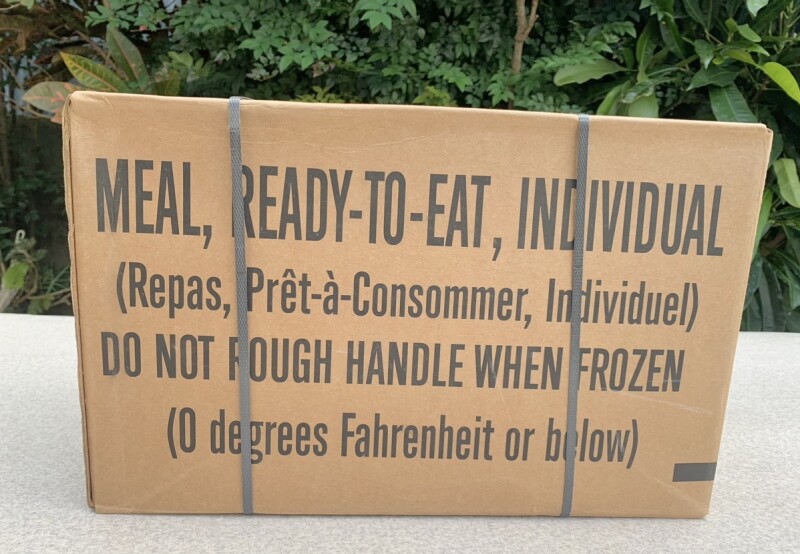 MEAL, READY-TO-EAT, INDIVIDUAL
(Repas, Prêt-à-Consommer, Individuel)
DO NOT ROUGH HANDLE WHEN FROZEN
(0 degrees Fahrenheit or below)